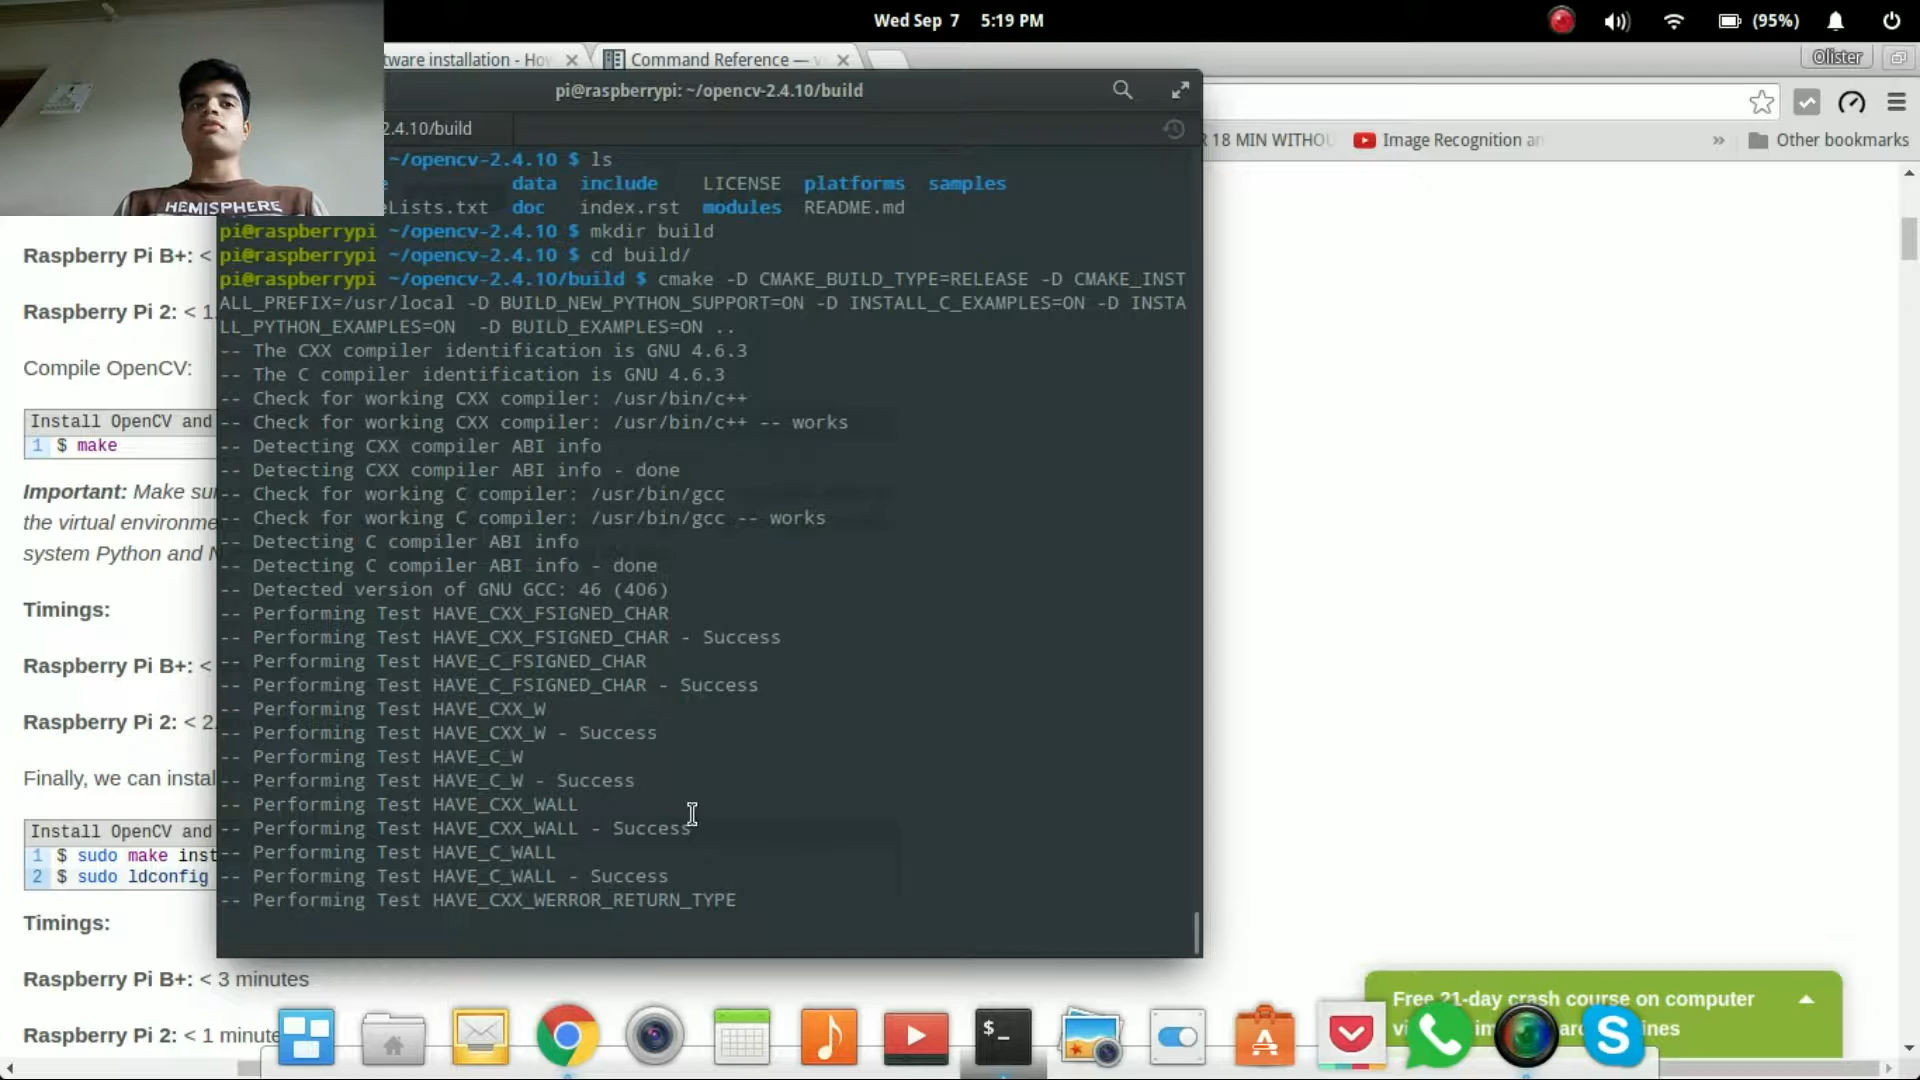 Wed Sep 7 5:19 PM
(95%)
tware installation - Ho
Command Reference —
Olister
pi@raspberrypi: ~/opencv-2.4.10/build
2.4.10/build
R 18 MIN WITHOU
Image Recognition an
» Other bookmarks
HEMISPHERE
~/opencv-2.4.10 $ ls
e data include LICENSE platforms samples
eLists.txt doc index.rst modules README.md
pi@raspberrypi ~/opencv-2.4.10 $ mkdir build
pi@raspberrypi ~/opencv-2.4.10 $ cd build/
pi@raspberrypi ~/opencv-2.4.10/build $ cmake -D CMAKE_BUILD_TYPE=RELEASE -D CMAKE_INST
ALL_PREFIX=/usr/local -D BUILD_NEW_PYTHON_SUPPORT=ON -D INSTALL_C_EXAMPLES=ON -D INSTA
LL_PYTHON_EXAMPLES=ON -D BUILD_EXAMPLES=ON ..
-- The CXX compiler identification is GNU 4.6.3
-- The C compiler identification is GNU 4.6.3
-- Check for working CXX compiler: /usr/bin/c++
-- Check for working CXX compiler: /usr/bin/c++ -- works
-- Detecting CXX compiler ABI info
-- Detecting CXX compiler ABI info - done
-- Check for working C compiler: /usr/bin/gcc
-- Check for working C compiler: /usr/bin/gcc -- works
-- Detecting C compiler ABI info
-- Detecting C compiler ABI info - done
-- Detected version of GNU GCC: 46 (406)
-- Performing Test HAVE_CXX_FSIGNED_CHAR
-- Performing Test HAVE_CXX_FSIGNED_CHAR - Success
-- Performing Test HAVE_C_FSIGNED_CHAR
-- Performing Test HAVE_C_FSIGNED_CHAR - Success
-- Performing Test HAVE_CXX_W
-- Performing Test HAVE_CXX_W - Success
-- Performing Test HAVE_C_W
-- Performing Test HAVE_C_W - Success
-- Performing Test HAVE_CXX_WALL
-- Performing Test HAVE_CXX_WALL - Success
-- Performing Test HAVE_C_WALL
-- Performing Test HAVE_C_WALL - Success
-- Performing Test HAVE_CXX_WERROR_RETURN_TYPE
Raspberry Pi B+: <
Raspberry Pi 2: < 1
Compile OpenCV:
Install OpenCV and
1 $ make
Important: Make sur
the virtual environme
system Python and N
Timings:
Raspberry Pi B+: <
Raspberry Pi 2: < 2
Finally, we can instal
Install OpenCV and
1 $ sudo make inst
2 $ sudo ldconfig
Timings:
Raspberry Pi B+: < 3 minutes
Raspberry Pi 2: < 1 minute
Free 21-day crash course on computer
$_
S